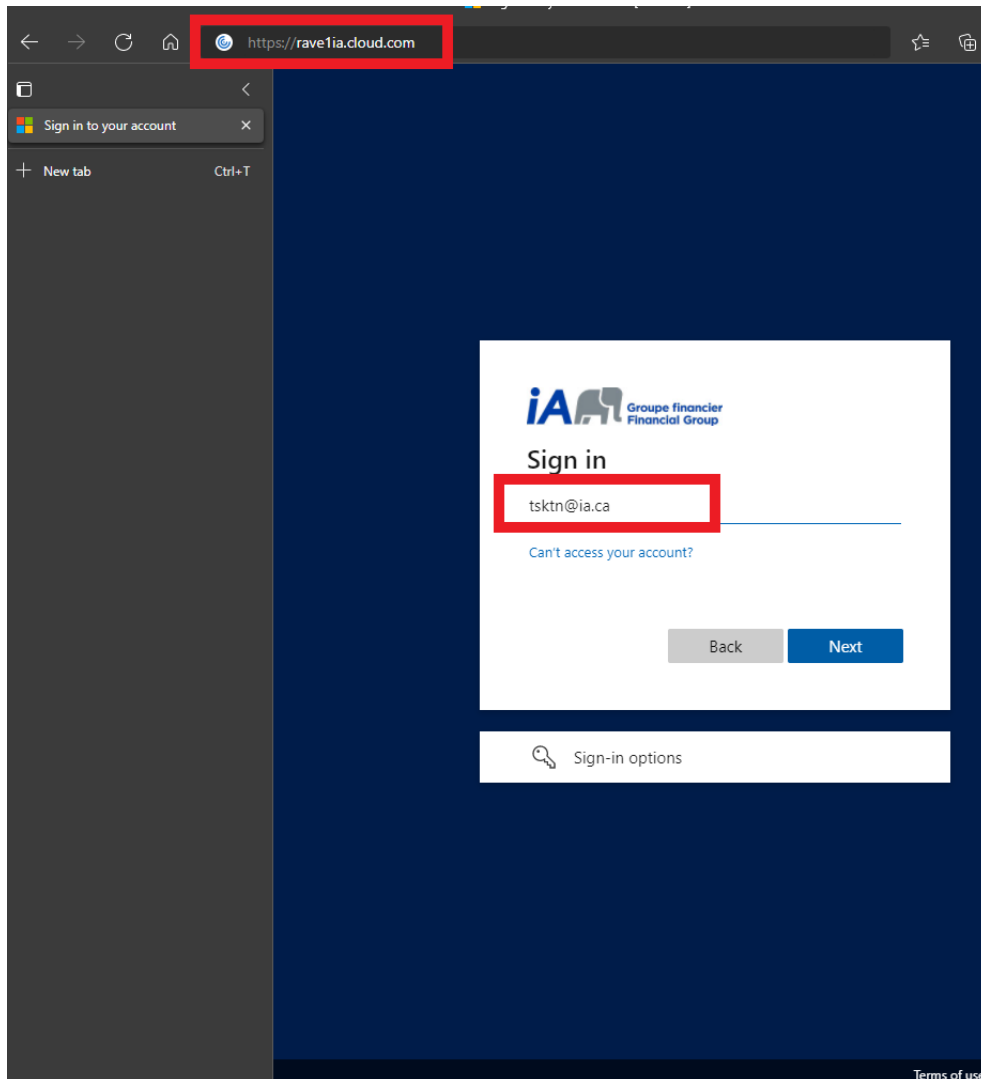 https://rave1ia.cloud.com
Sign in to your account
New tab Ctrl+T
iA Groupe financier
Financial Group
Sign in
tsktn@ia.ca
Can't access your account?
Back Next
Sign-in options
Terms of use